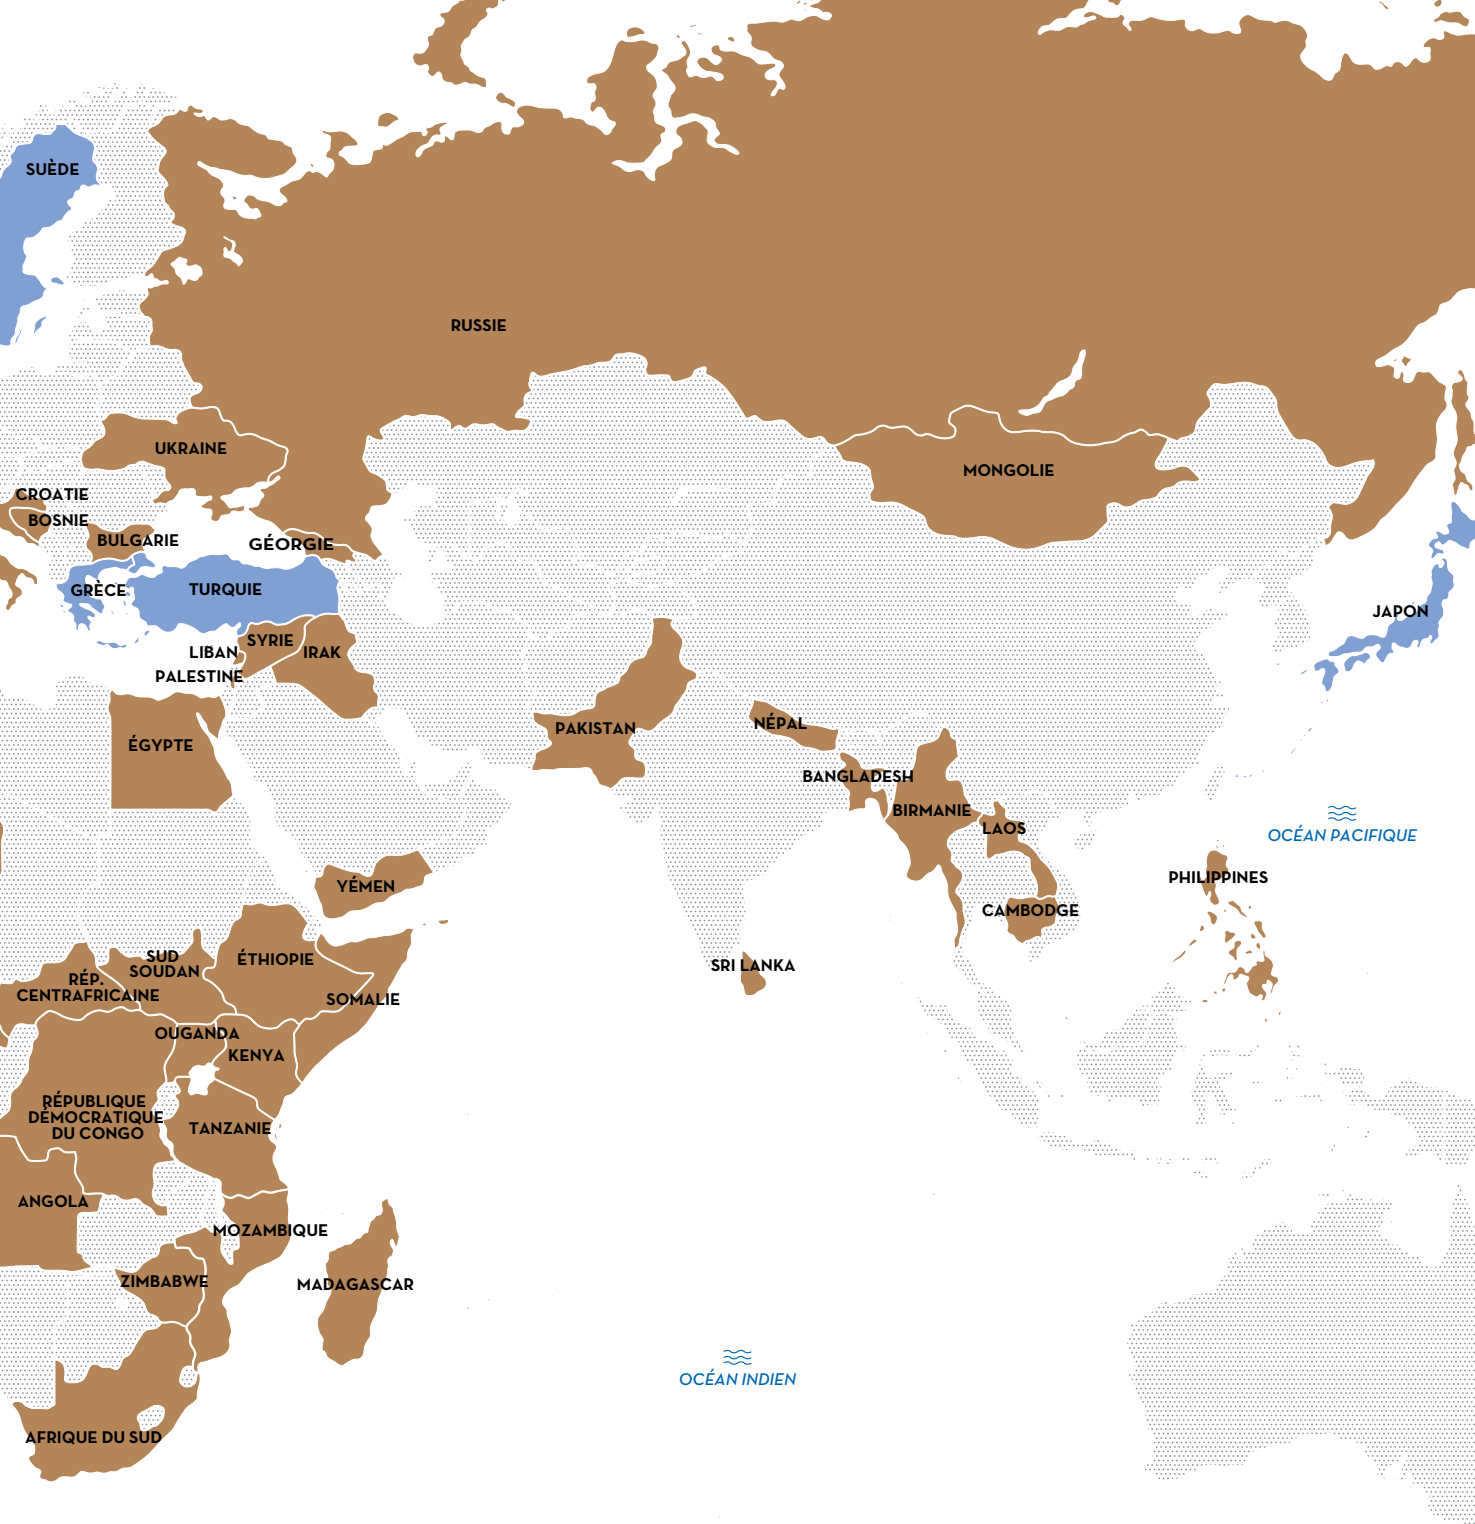 SUÈDE
RUSSIE
UKRAINE
MONGOLIE
CROATIE
BOSNIE
BULGARIE
GÉORGIE
GRÈCE
TURQUIE
JAPON
SYRIE
LIBAN
IRAK
PALESTINE
PAKISTAN
NÉPAL
ÉGYPTE
BANGLADESH
BIRMANIE
LAOS
OCÉAN PACIFIQUE
PHILIPPINES
YÉMEN
CAMBODGE
SUD
SOUDAN
ÉTHIOPIE
SRI LANKA
RÉP.
CENTRAFRICAINE
SOMALIE
OUGANDA
KENYA
RÉPUBLIQUE
DÉMOCRATIQUE
DU CONGO
TANZANIE
ANGOLA
MOZAMBIQUE
ZIMBABWE
MADAGASCAR
OCÉAN INDIEN
AFRIQUE DU SUD